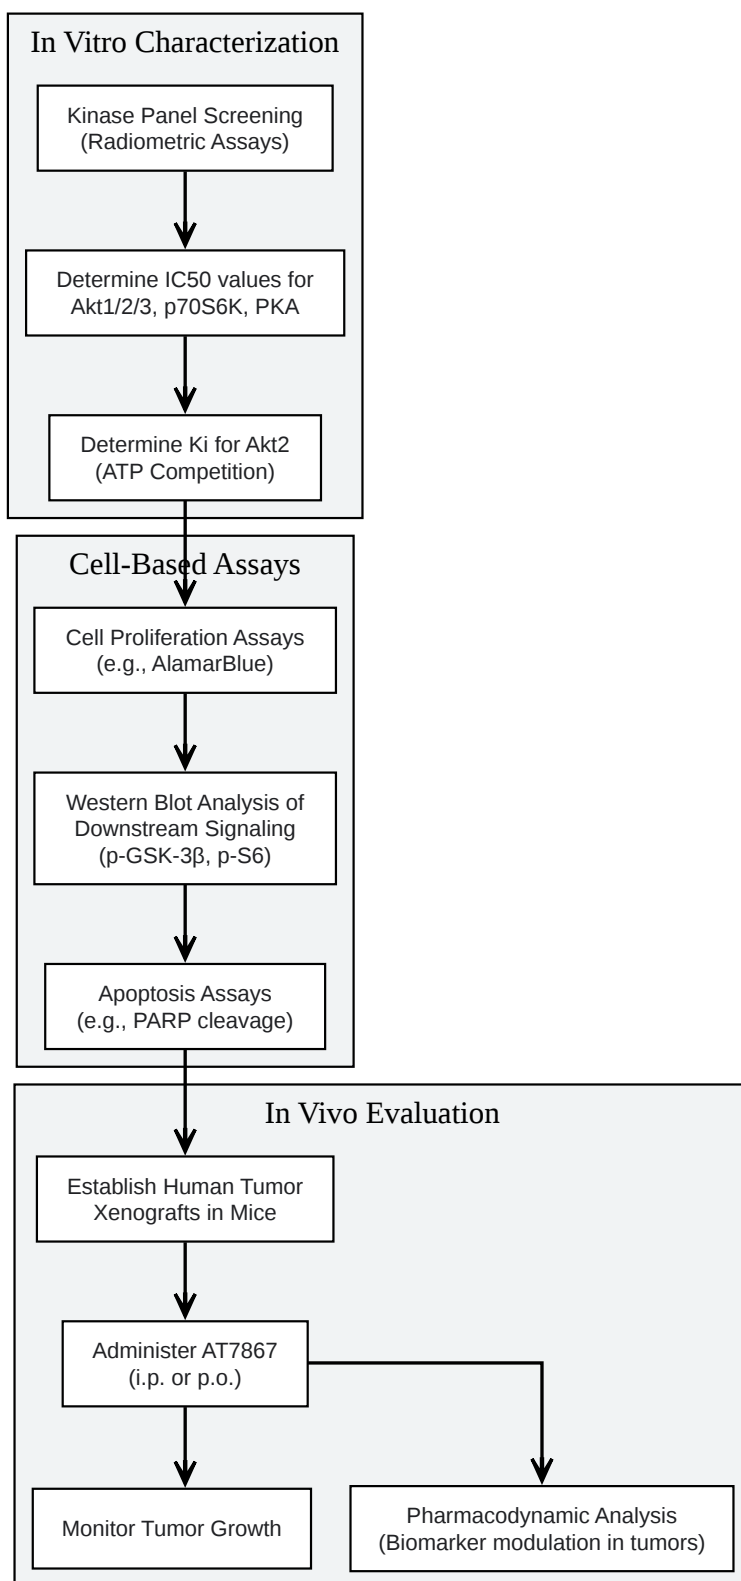 In Vitro Characterization
Kinase Panel Screening
(Radiometric Assays)
Determine IC50 values for
Akt1/2/3, p70S6K, PKA
Determine Ki for Akt2
(ATP Competition)
Cell-Based Assays
Cell Proliferation Assays
(e.g., AlamarBlue)
Western Blot Analysis of
Downstream Signaling
(p-GSK-3β, p-S6)
Apoptosis Assays
(e.g., PARP cleavage)
In Vivo Evaluation
Establish Human Tumor
Xenografts in Mice
Administer AT7867
(i.p. or p.o.)
Monitor Tumor Growth
Pharmacodynamic Analysis
(Biomarker modulation in tumors)